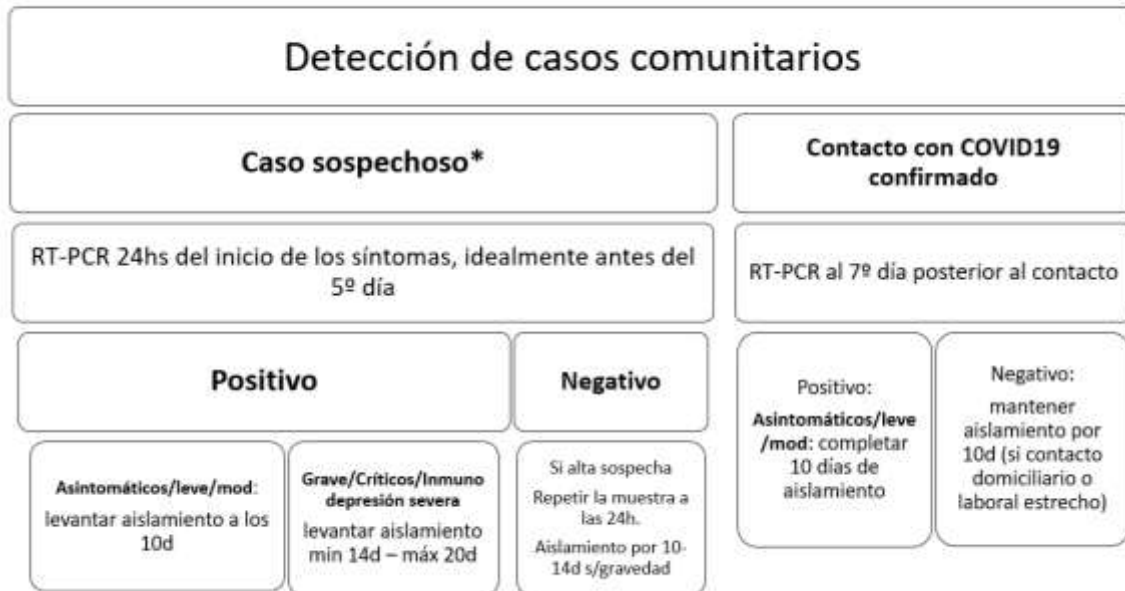 Detección de casos comunitarios
Caso sospechoso*
Contacto con COVID19
confirmado
RT-PCR 24hs del inicio de los síntomas, idealmente antes del
5º día
RT-PCR al 7º día posterior al contacto
Positivo
Negativo
Asintomáticos/leve/mod:
levantar aislamiento a los
10d
Grave/Críticos/Inmuno
depresión severa
levantar aislamiento
min 14d – máx 20d
Si alta sospecha
Repetir la muestra a
las 24h.
Aislamiento por 10-
14d s/gravedad
Positivo:
Asintomáticos/leve
/mod: completar
10 días de
aislamiento
Negativo:
mantener
aislamiento por
10d (si contacto
domiciliario o
laboral estrecho)